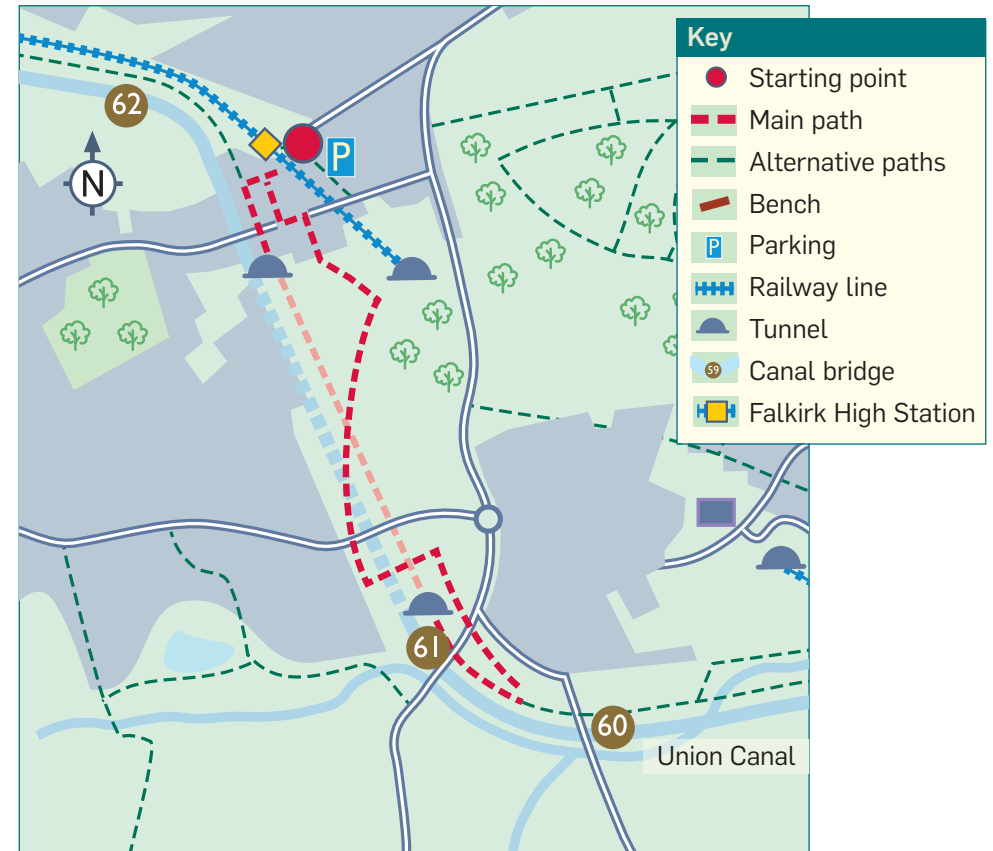 62
N
P
61
60
Union Canal
Key
Starting point
Main path
Alternative paths
Bench
P
Parking
Railway line
Tunnel
59
Canal bridge
Falkirk High Station